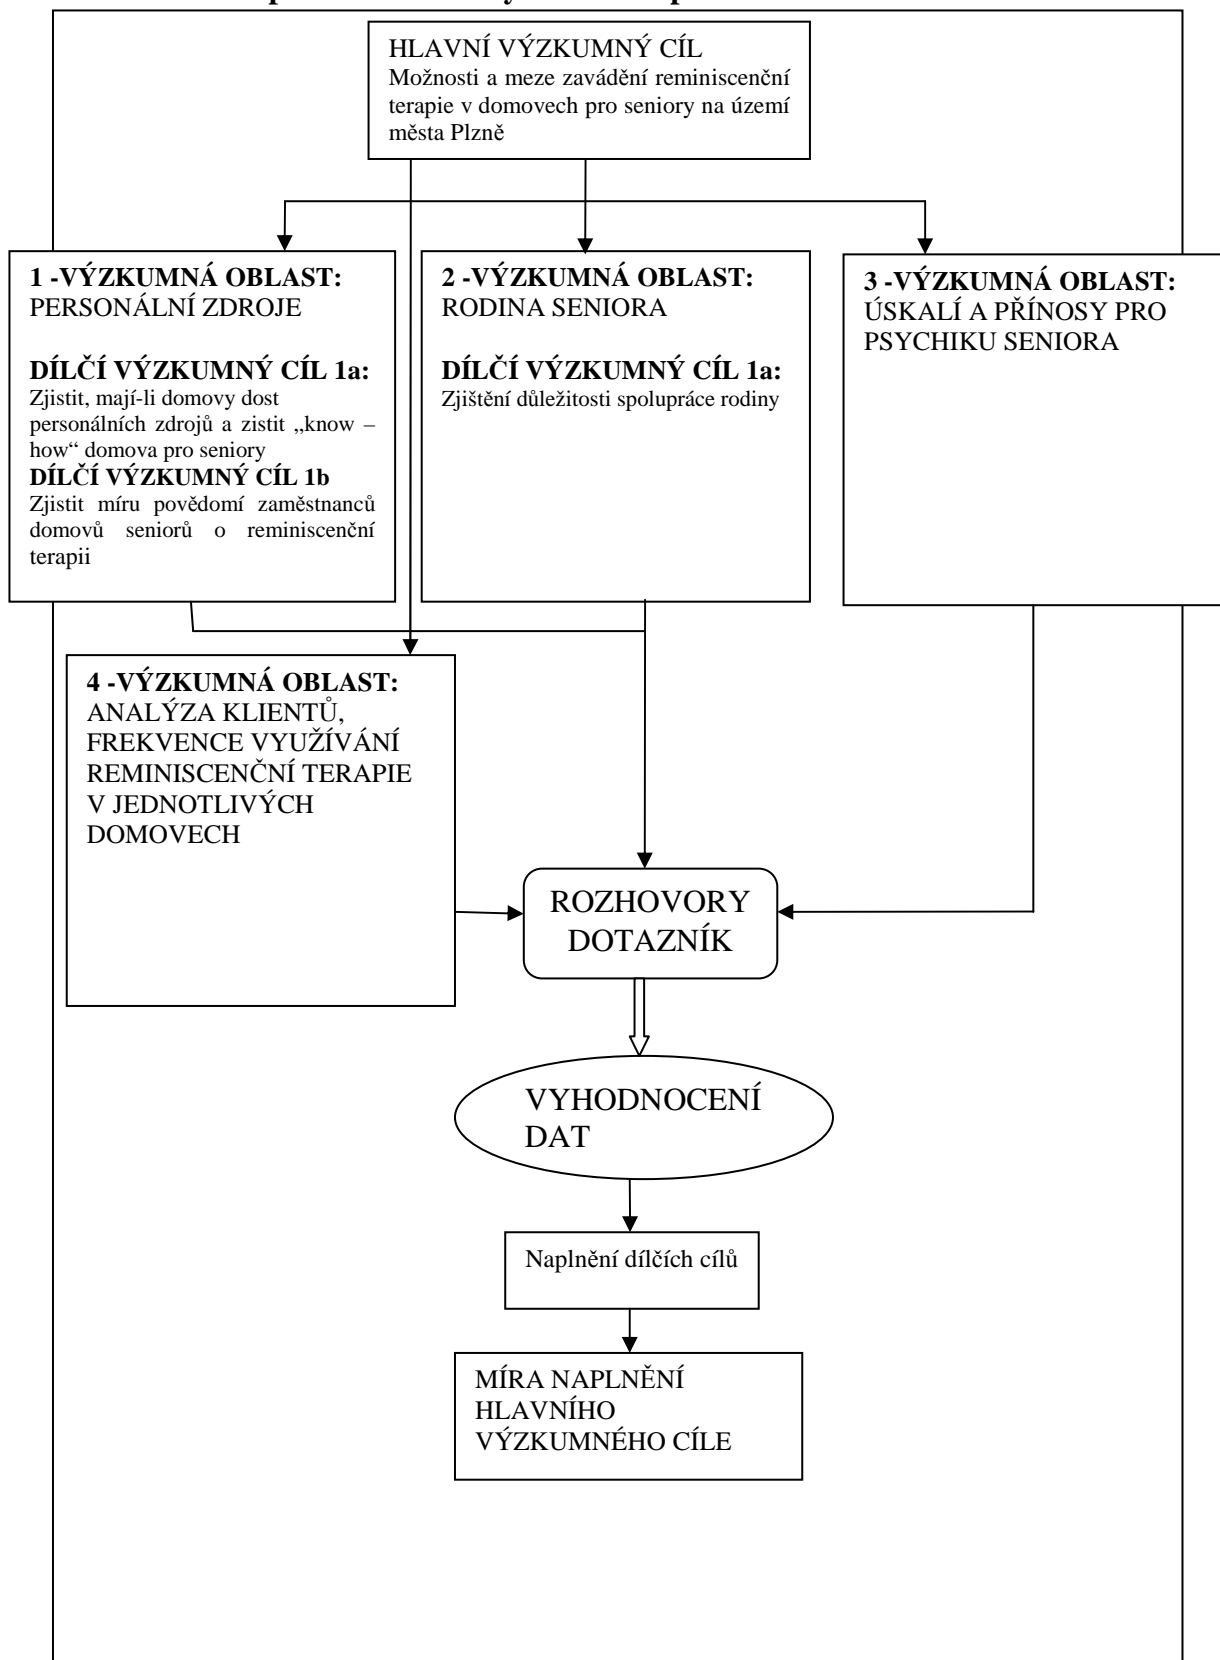 HLAVNÍ VÝZKUMNÝ CÍL
Možnosti a meze zavádění reminiscenční
terapie v domovech pro seniory na území
města Plzně
1 -VÝZKUMNÁ OBLAST:
PERSONÁLNÍ ZDROJE
DÍLČÍ VÝZKUMNÝ CÍL 1a:
Zjistit, mají-li domovy dost
personálních zdrojů a zistit „know –
how“ domova pro seniory
DÍLČÍ VÝZKUMNÝ CÍL 1b
Zjistit míru povědomí zaměstnanců
domovů seniorů o reminiscenční
terapii
2 -VÝZKUMNÁ OBLAST:
RODINA SENIORA
DÍLČÍ VÝZKUMNÝ CÍL 1a:
Zjištění důležitosti spolupráce rodiny
3 -VÝZKUMNÁ OBLAST:
ÚSKALÍ A PŘÍNOSY PRO
PSYCHIKU SENIORA
4 -VÝZKUMNÁ OBLAST:
ANALÝZA KLIENTŮ,
FREKVENCE VYUŽÍVÁNÍ
REMINISCENČNÍ TERAPIE
V JEDNOTLIVÝCH
DOMOVECH
ROZHOVORY
DOTAZNÍK
VYHODNOCENÍ
DAT
Naplnění dílčích cílů
MÍRA NAPLNĚNÍ
HLAVNÍHO
VÝZKUMNÉHO CÍLE